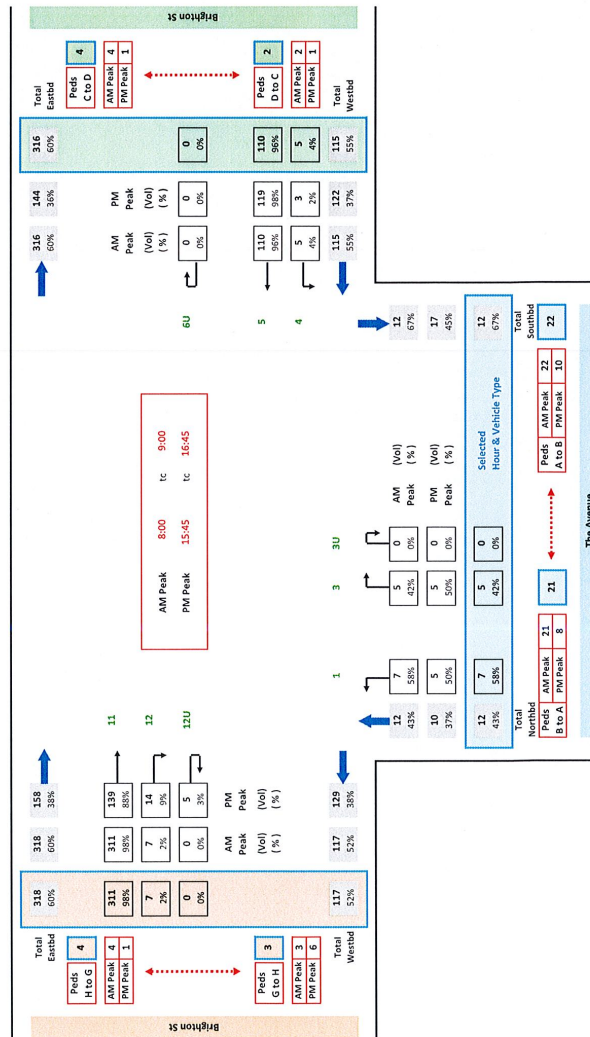 Brighton St
Peds
H to G
4
AM Peak 4
PM Peak 1
Peds
G to H
3
AM Peak 3
PM Peak 6
Total
Eastbd
318
60%
318
60%
158
38%
311
98%
311
98%
139
88%
11
7
2%
7
2%
14
9%
12
0
0%
0
0%
5
3%
12U
AM
Peak
(Vol)
( % )
PM
Peak
(Vol)
( % )
Total
Westbd
117
52%
117
52%
129
38%
AM Peak 8:00 tc 9:00
PM Peak 15:45 tc 16:45
316
60%
144
36%
316
60%
Total
Eastbd
AM
Peak
(Vol)
( % )
PM
Peak
(Vol)
( % )
6U
0
0%
0
0%
0
0%
5
110
96%
119
98%
110
96%
4
5
4%
3
2%
5
4%
115
55%
122
37%
115
55%
Total
Westbd
Peds
C to D
4
AM Peak 4
PM Peak 1
Peds
D to C
2
AM Peak 2
PM Peak 1
Brighton St
1
3
3U
12
43%
7
58%
5
42%
0
0%
AM
Peak
(Vol)
( % )
12
67%
10
37%
5
50%
5
50%
0
0%
PM
Peak
(Vol)
( % )
17
45%
12
43%
7
58%
5
42%
0
0%
Selected
Hour & Vehicle Type
12
67%
Total
Northbd
Total
Southbd
Peds
B to A
AM Peak 21
PM Peak 8
21
Peds
A to B
AM Peak 22
PM Peak 10
22
The Avenue